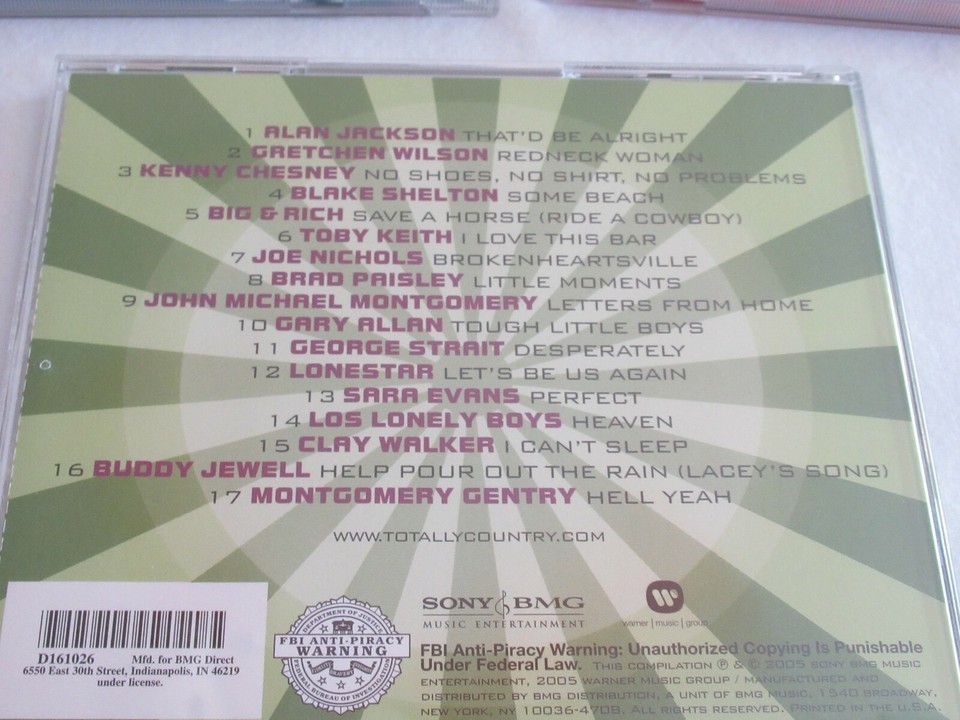 1 ALAN JACKSON THAT'D BE ALRIGHT
2 GRETCHEN WILSON REDNECK WOMAN
3 KENNY CHESNEY NO SHOES, NO SHIRT, NO PROBLEMS
4 BLAKE SHELTON SOME BEACH
5 BIG & RICH SAVE A HORSE (RIDE A COWBOY)
6 TOBY KEITH I LOVE THIS BAR
7 JOE NICHOLS BROKENHEARTSVILLE
8 BRAD PAISLEY LITTLE MOMENTS
9 JOHN MICHAEL MONTGOMERY LETTERS FROM HOME
10 GARY ALLAN TOUGH LITTLE BOYS
11 GEORGE STRAIT DESPERATELY
12 LONESTAR LET'S BE US AGAIN
13 SARA EVANS PERFECT
14 LOS LONELY BOYS HEAVEN
15 CLAY WALKER I CAN'T SLEEP
16 BUDDY JEWELL HELP POUR OUT THE RAIN (LACEY'S SONG)
17 MONTGOMERY GENTRY HELL YEAH
WWW.TOTALLYCOUNTRY.COM
D161026 Mfd. for BMG Direct
6550 East 30th Street, Indianapolis, IN 46219
under license.
DEPARTMENT OF JUSTICE
FBI ANTI-PIRACY
WARNING
FEDERAL BUREAU OF INVESTIGATION
SONY BMG
MUSIC ENTERTAINMENT
warner | music | group
FBI Anti-Piracy Warning: Unauthorized Copying Is Punishable
Under Federal Law. THIS COMPILATION ℗ & © 2005 SONY BMG MUSIC
ENTERTAINMENT, 2005 WARNER MUSIC GROUP / MANUFACTURED AND
DISTRIBUTED BY BMG DISTRIBUTION, A UNIT OF BMG MUSIC, 1540 BROADWAY,
NEW YORK, NY 10036-4708. ALL RIGHTS RESERVED. PRINTED IN THE U.S.A.